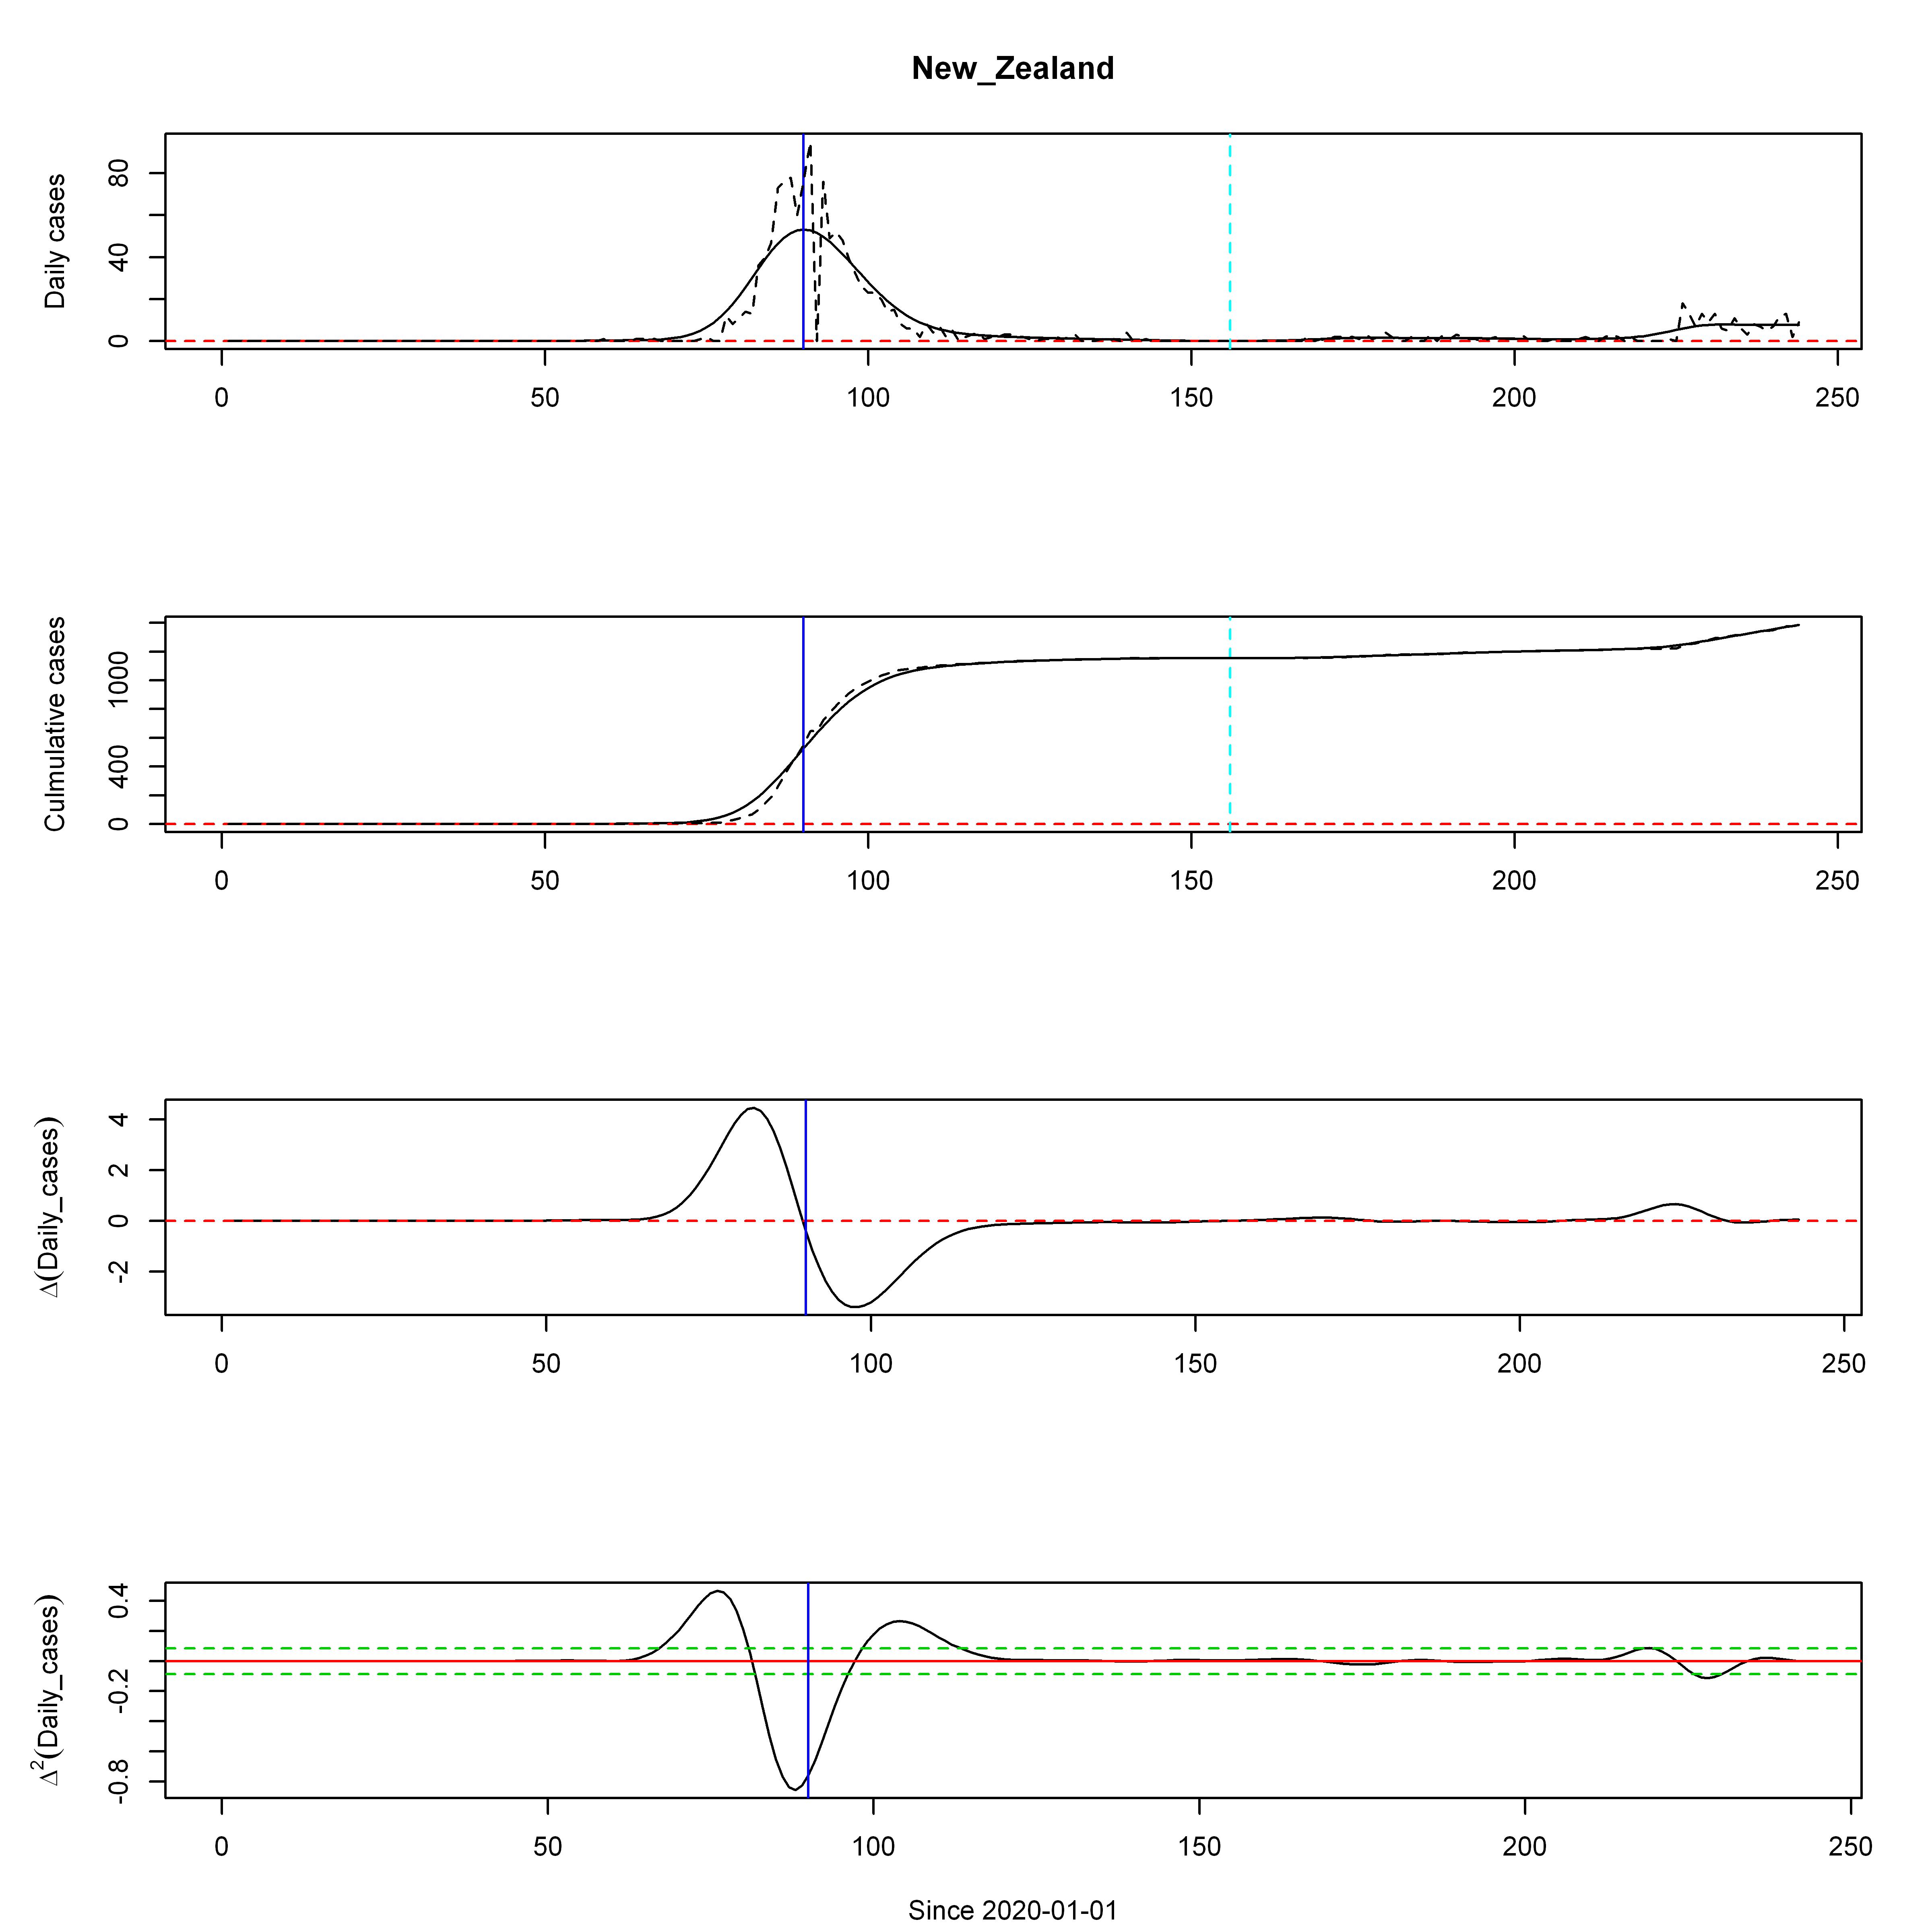 New_Zealand
Daily cases
0 40 80
0 50 100 150 200 250
Culmulative cases
0 400 1000
0 50 100 150 200 250
Δ(Daily_cases)
-2 0 2 4
0 50 100 150 200 250
Δ²(Daily_cases)
-0.8 -0.2 0.4
0 50 100 150 200 250
Since 2020-01-01